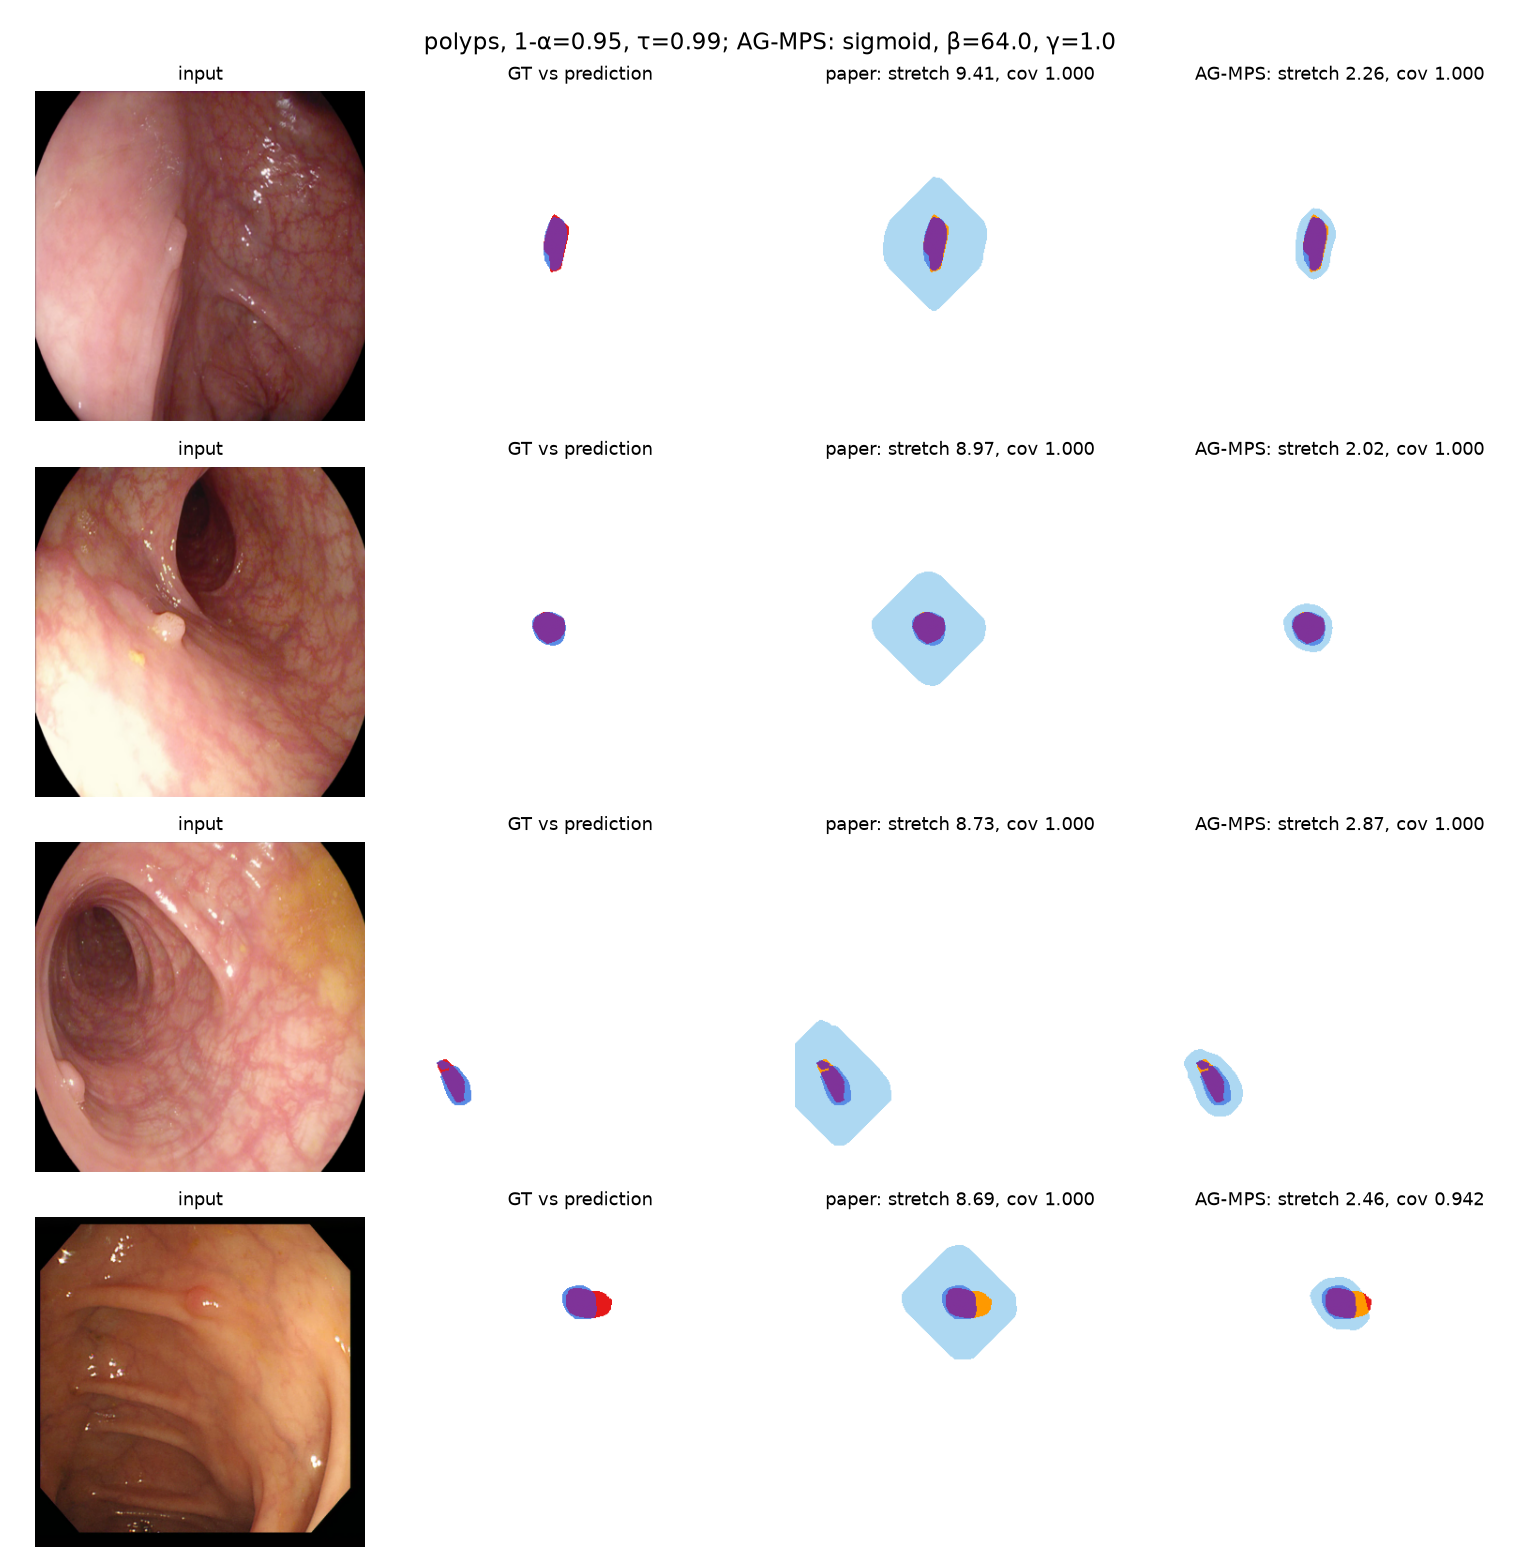 polyps, 1-α=0.95, τ=0.99; AG-MPS: sigmoid, β=64.0, γ=1.0
input GT vs prediction paper: stretch 9.41, cov 1.000 AG-MPS: stretch 2.26, cov 1.000
input GT vs prediction paper: stretch 8.97, cov 1.000 AG-MPS: stretch 2.02, cov 1.000
input GT vs prediction paper: stretch 8.73, cov 1.000 AG-MPS: stretch 2.87, cov 1.000
input GT vs prediction paper: stretch 8.69, cov 1.000 AG-MPS: stretch 2.46, cov 0.942